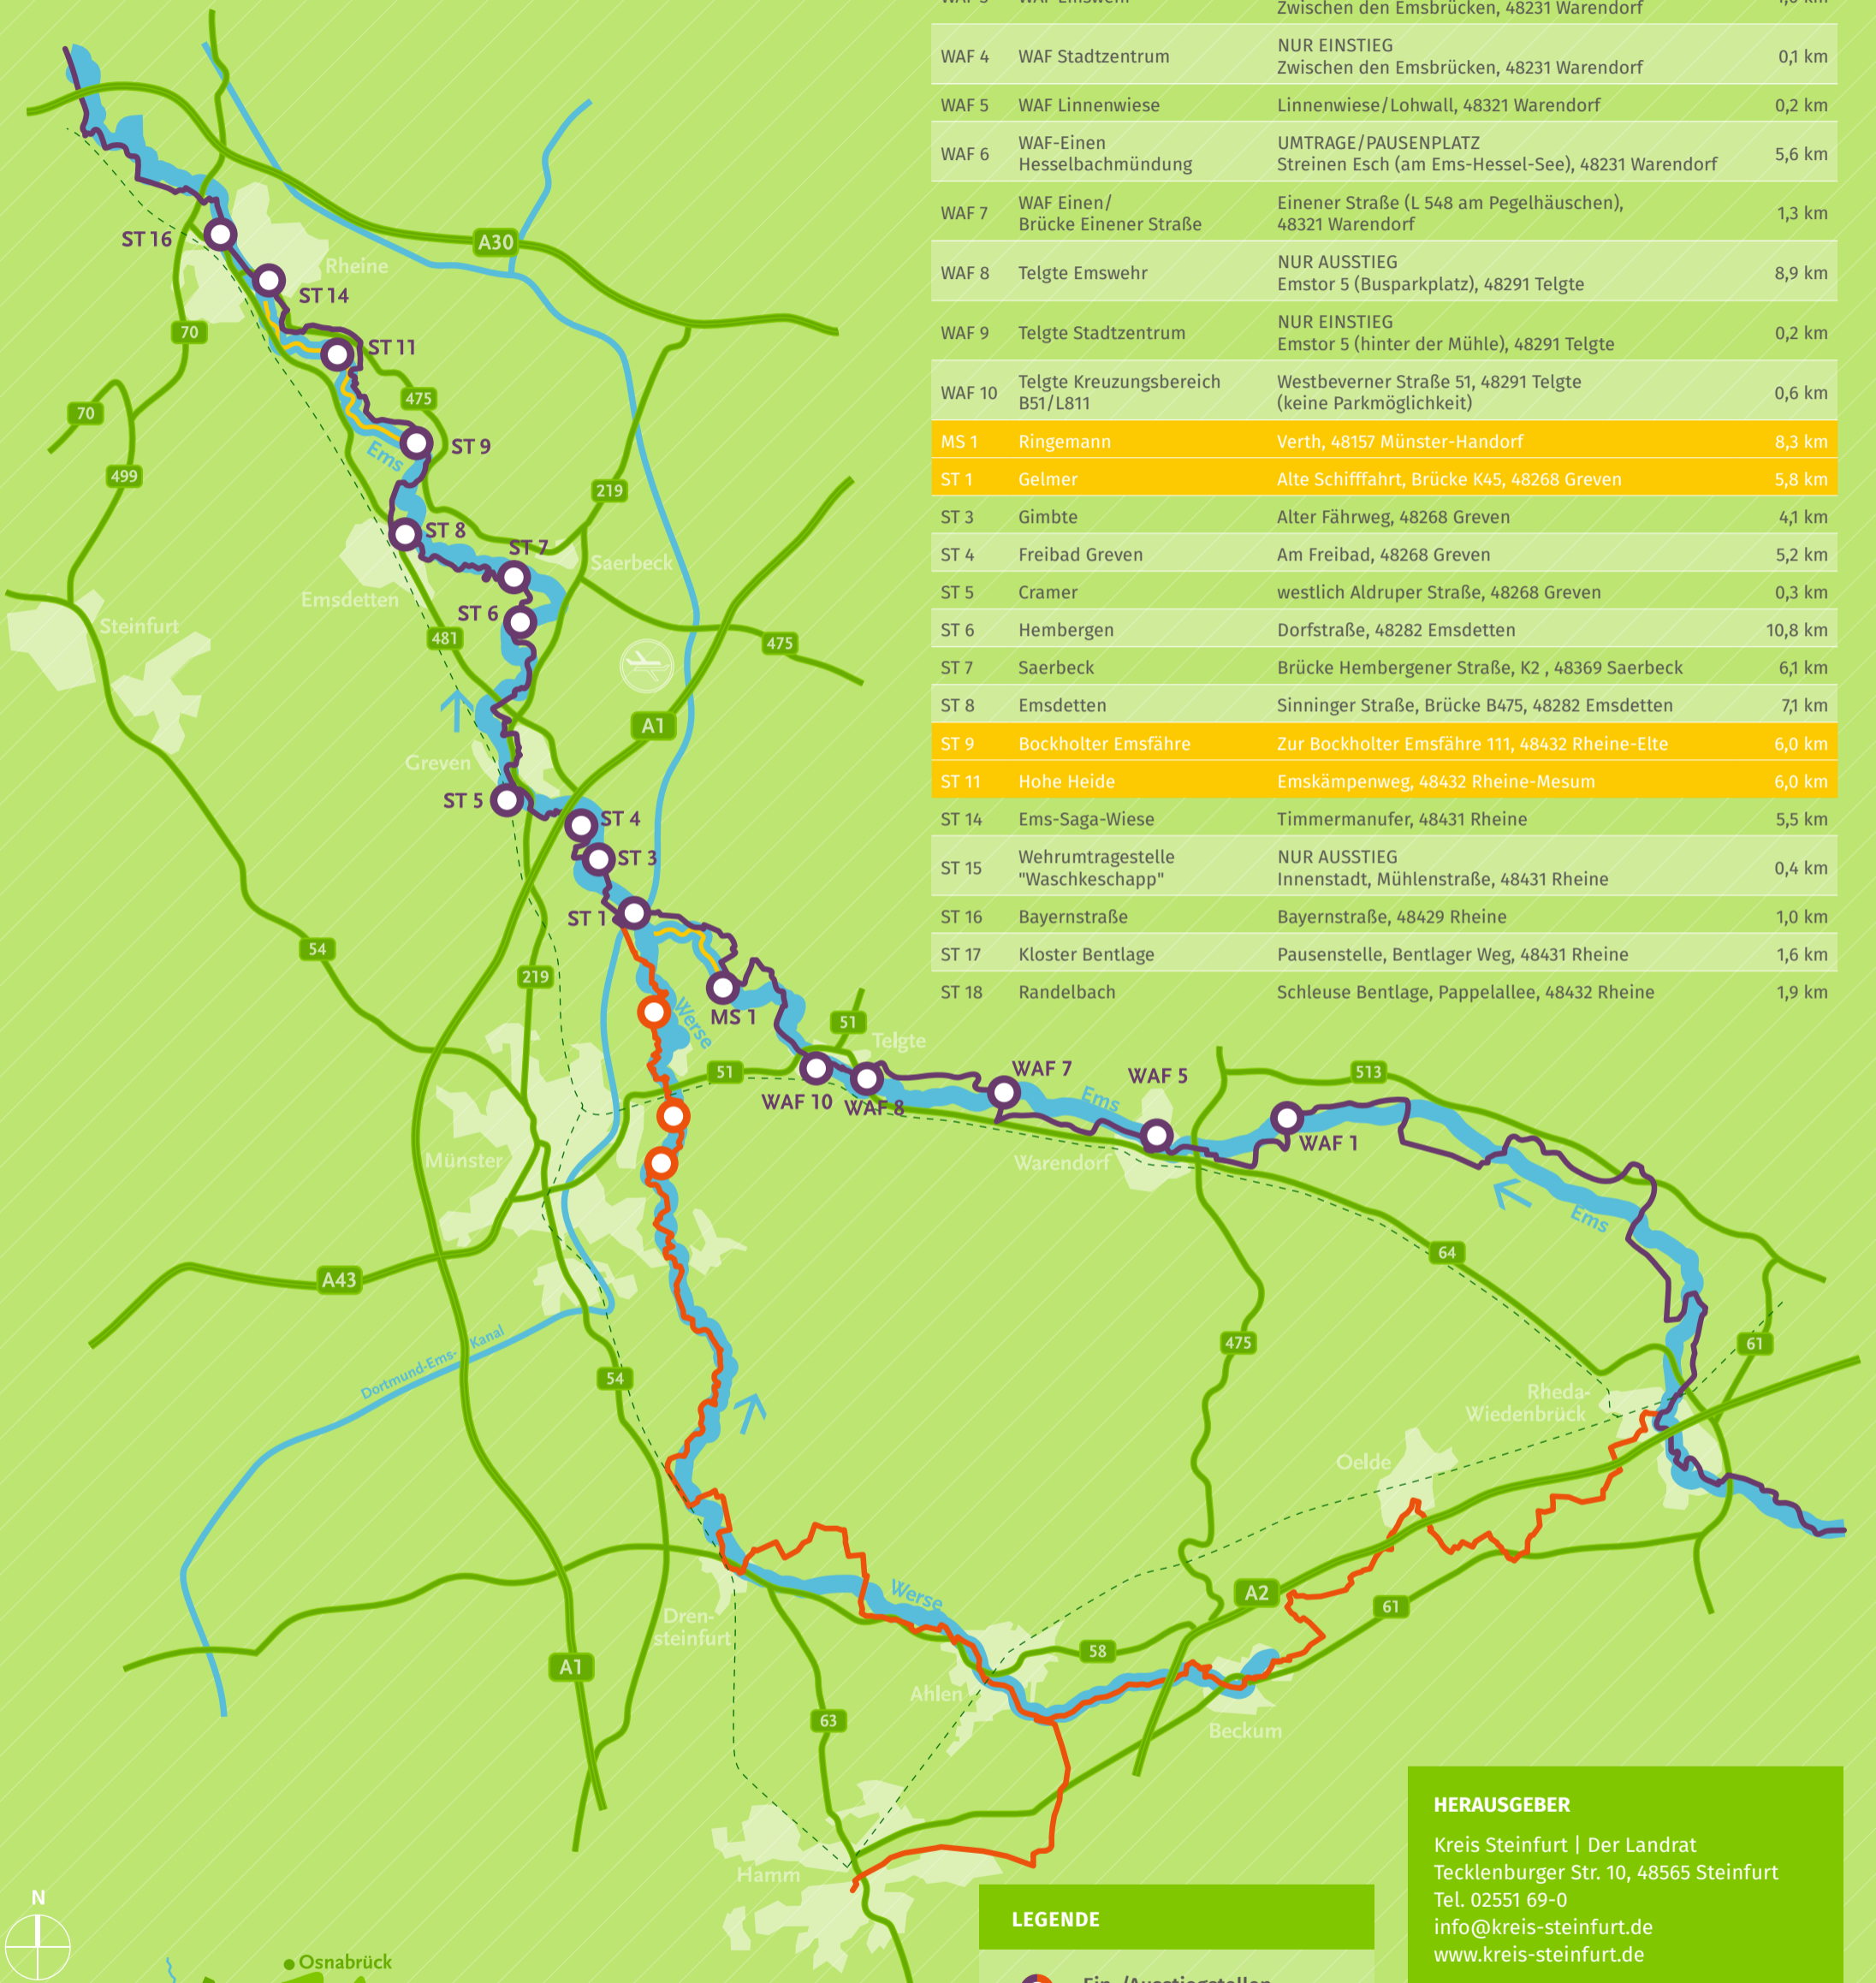 Zwischen den Emsbrücken, 48231 Warendorf
WAF 4 WAF Stadtzentrum NUR EINSTIEG 0,1 km
Zwischen den Emsbrücken, 48231 Warendorf
WAF 5 WAF Linnenwiese Linnenwiese/Lohwall, 48321 Warendorf 0,2 km
WAF 6 WAF-Einen UMTRAGE/PAUSENPLATZ 5,6 km
Hesselbachmündung Streinen Esch (am Ems-Hessel-See), 48231 Warendorf
WAF 7 WAF Einen/ Einener Straße (L 548 am Pegelhäuschen), 1,3 km
Brücke Einener Straße 48321 Warendorf
WAF 8 Telgte Emswehr NUR AUSSTIEG 8,9 km
Emstor 5 (Busparkplatz), 48291 Telgte
WAF 9 Telgte Stadtzentrum NUR EINSTIEG 0,2 km
Emstor 5 (hinter der Mühle), 48291 Telgte
WAF 10 Telgte Kreuzungsbereich Westbeverner Straße 51, 48291 Telgte 0,6 km
B51/L811 (keine Parkmöglichkeit)
MS 1 Ringemann Verth, 48157 Münster-Handorf 8,3 km
ST 1 Gelmer Alte Schifffahrt, Brücke K45, 48268 Greven 5,8 km
ST 3 Gimbte Alter Fährweg, 48268 Greven 4,1 km
ST 4 Freibad Greven Am Freibad, 48268 Greven 5,2 km
ST 5 Cramer westlich Aldruper Straße, 48268 Greven 0,3 km
ST 6 Hembergen Dorfstraße, 48282 Emsdetten 10,8 km
ST 7 Saerbeck Brücke Hembergener Straße, K2 , 48369 Saerbeck 6,1 km
ST 8 Emsdetten Sinninger Straße, Brücke B475, 48282 Emsdetten 7,1 km
ST 9 Bockholter Emsfähre Zur Bockholter Emsfähre 111, 48432 Rheine-Elte 6,0 km
ST 11 Hohe Heide Emskämpenweg, 48432 Rheine-Mesum 6,0 km
ST 14 Ems-Saga-Wiese Timmermanufer, 48431 Rheine 5,5 km
ST 15 Wehrumtragestelle NUR AUSSTIEG 0,4 km
"Waschkeschapp" Innenstadt, Mühlenstraße, 48431 Rheine
ST 16 Bayernstraße Bayernstraße, 48429 Rheine 1,0 km
ST 17 Kloster Bentlage Pausenstelle, Bentlager Weg, 48431 Rheine 1,6 km
ST 18 Randelbach Schleuse Bentlage, Pappelallee, 48432 Rheine 1,9 km
ST 16
A30
Rheine
ST 14
70
ST 11
475
70
ST 9
Ems
499
219
ST 8
ST 7
Saerbeck
Emsdetten
ST 6
Steinfurt
481
475
A1
Greven
ST 5
ST 4
ST 3
ST 1
54
219
Werse
MS 1
51
Telgte
51
WAF 7
WAF 5
513
WAF 10
WAF 8
Ems
WAF 1
Münster
Warendorf
Ems
64
A43
Dortmund-Ems-Kanal
475
61
54
Rheda-
Wiedenbrück
Oelde
Werse
A2
61
Dren-
steinfurt
58
A1
Ahlen
63
Beckum
Hamm
N
Osnabrück
LEGENDE
Ein-/Ausstiegstellen
HERAUSGEBER
Kreis Steinfurt | Der Landrat
Tecklenburger Str. 10, 48565 Steinfurt
Tel. 02551 69-0
info@kreis-steinfurt.de
www.kreis-steinfurt.de